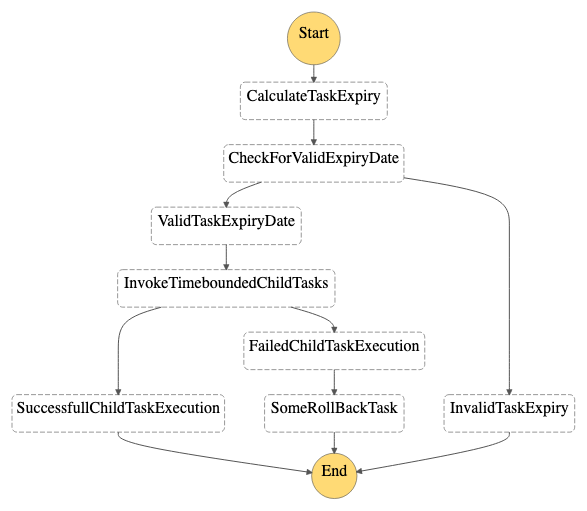 Start
CalculateTaskExpiry
CheckForValidExpiryDate
ValidTaskExpiryDate
InvokeTimeboundedChildTasks
FailedChildTaskExecution
SuccessfullChildTaskExecution
SomeRollBackTask
InvalidTaskExpiry
End